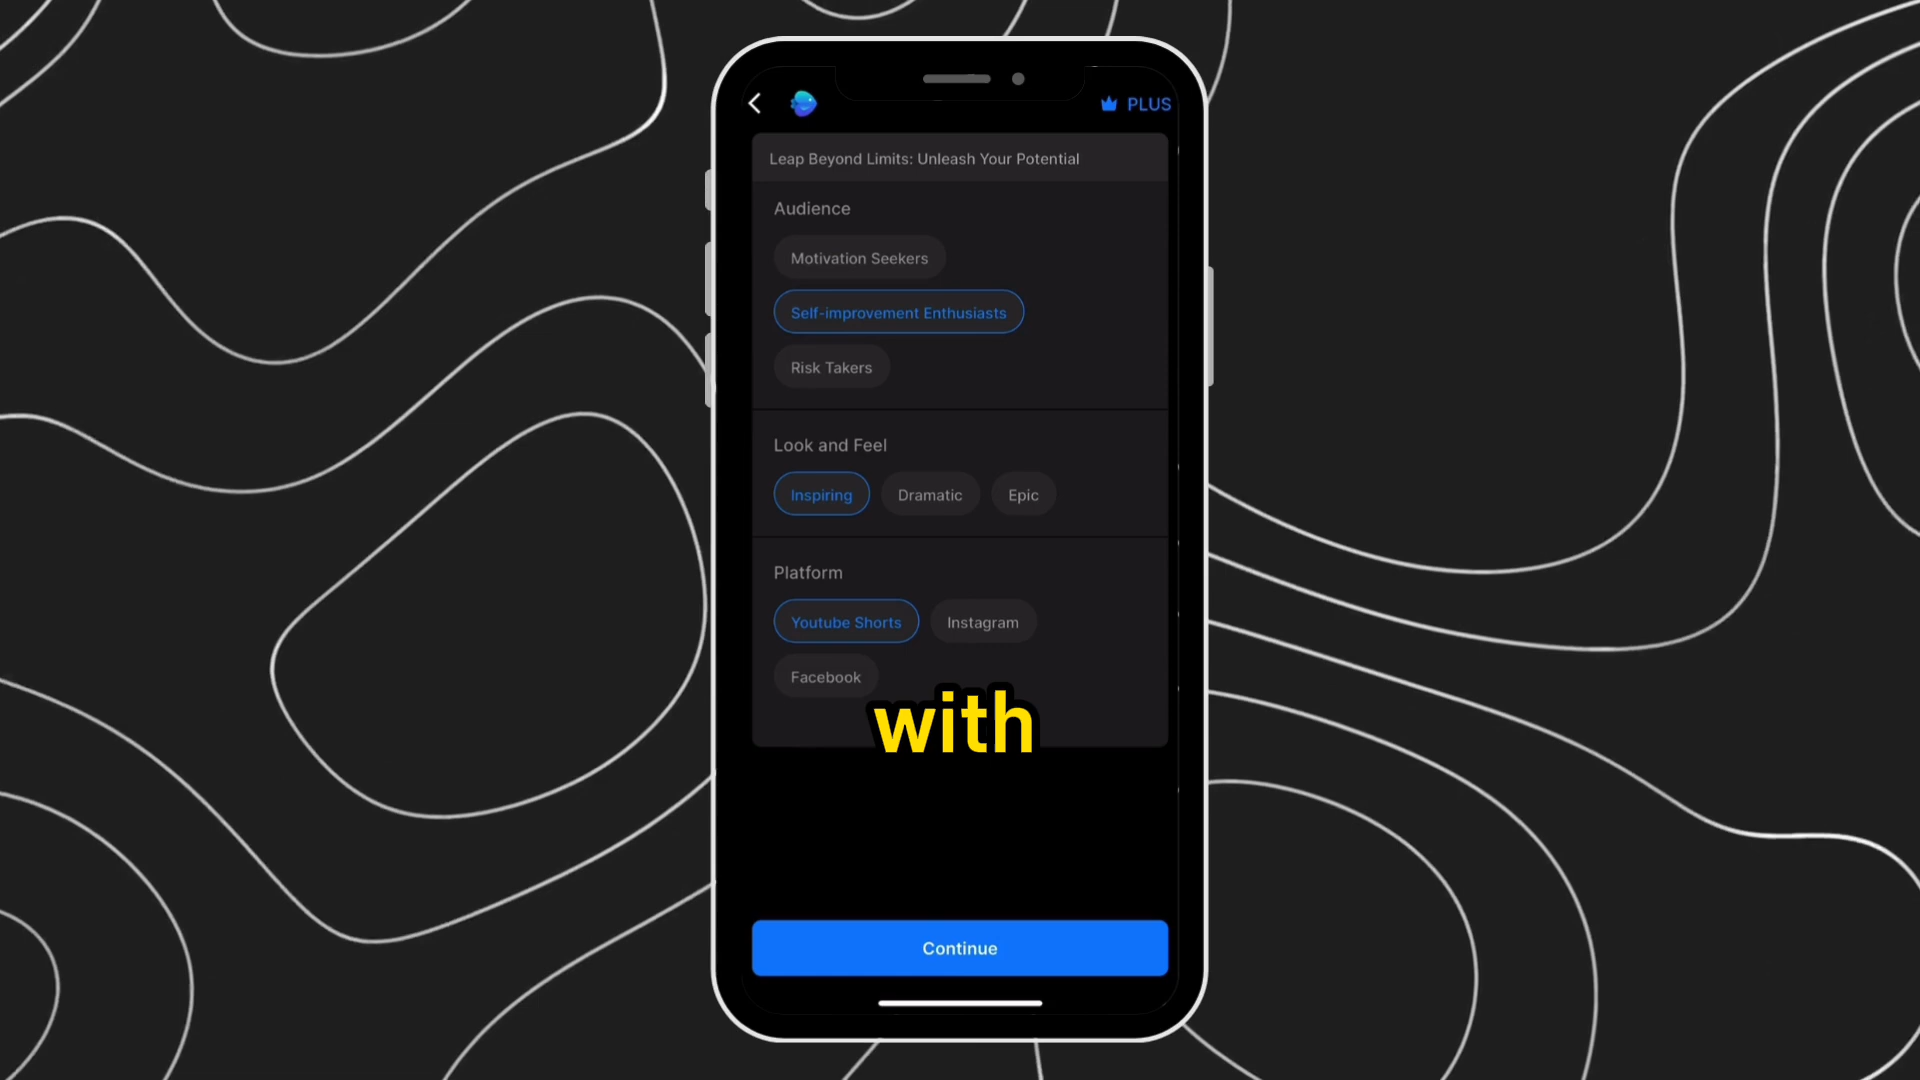 PLUS
Leap Beyond Limits: Unleash Your Potential
Audience
Motivation Seekers
Self-improvement Enthusiasts
Risk Takers
Look and Feel
Inspiring Dramatic Epic
Platform
Youtube Shorts Instagram
Facebook
with
Continue